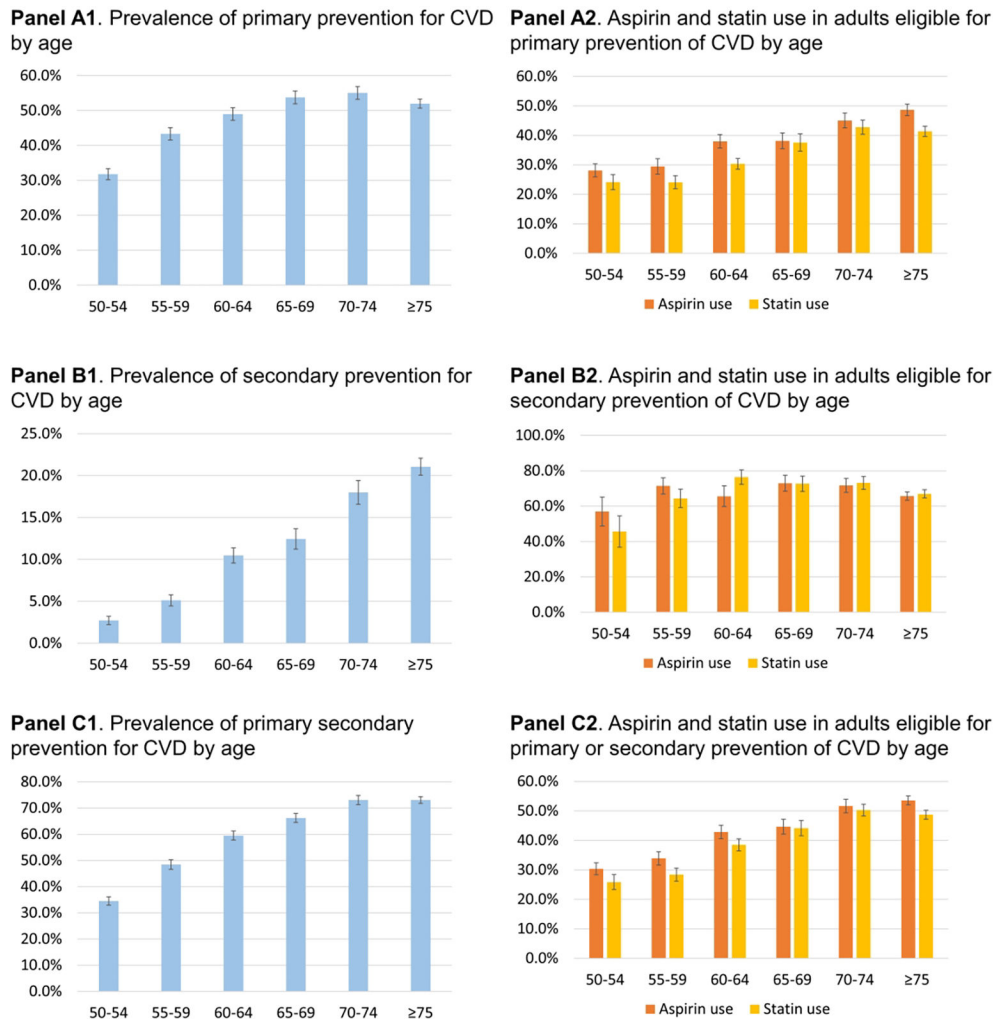 Panel A1. Prevalence of primary prevention for CVD
by age
60.0%
50.0%
40.0%
30.0%
20.0%
10.0%
0.0%
50-54 55-59 60-64 65-69 70-74 ≥75
Panel A2. Aspirin and statin use in adults eligible for
primary prevention of CVD by age
60.0%
50.0%
40.0%
30.0%
20.0%
10.0%
0.0%
50-54 55-59 60-64 65-69 70-74 ≥75
Aspirin use Statin use
Panel B1. Prevalence of secondary prevention for
CVD by age
25.0%
20.0%
15.0%
10.0%
5.0%
0.0%
50-54 55-59 60-64 65-69 70-74 ≥75
Panel B2. Aspirin and statin use in adults eligible for
secondary prevention of CVD by age
100.0%
80.0%
60.0%
40.0%
20.0%
0.0%
50-54 55-59 60-64 65-69 70-74 ≥75
Aspirin use Statin use
Panel C1. Prevalence of primary secondary
prevention for CVD by age
80.0%
70.0%
60.0%
50.0%
40.0%
30.0%
20.0%
10.0%
0.0%
50-54 55-59 60-64 65-69 70-74 ≥75
Panel C2. Aspirin and statin use in adults eligible for
primary or secondary prevention of CVD by age
60.0%
50.0%
40.0%
30.0%
20.0%
10.0%
0.0%
50-54 55-59 60-64 65-69 70-74 ≥75
Aspirin use Statin use